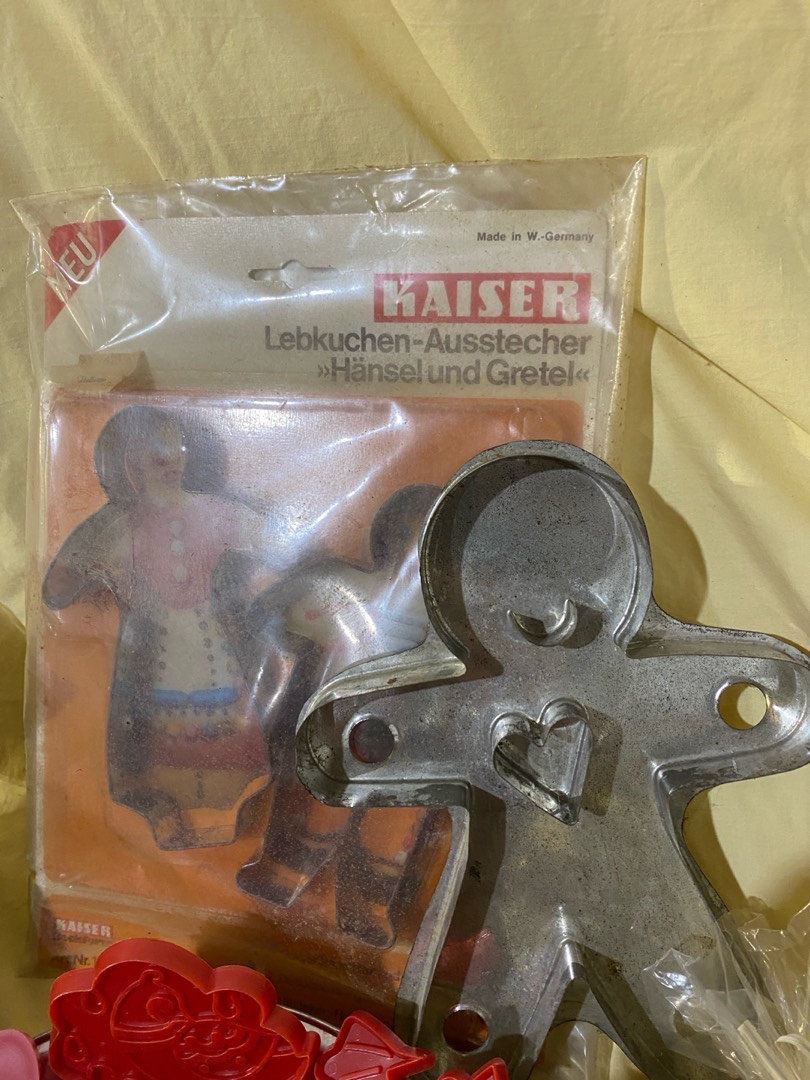 NEU
Made in W.-Germany
KAISER
Lebkuchen-Ausstecher
»Hänsel und Gretel«
KAISER